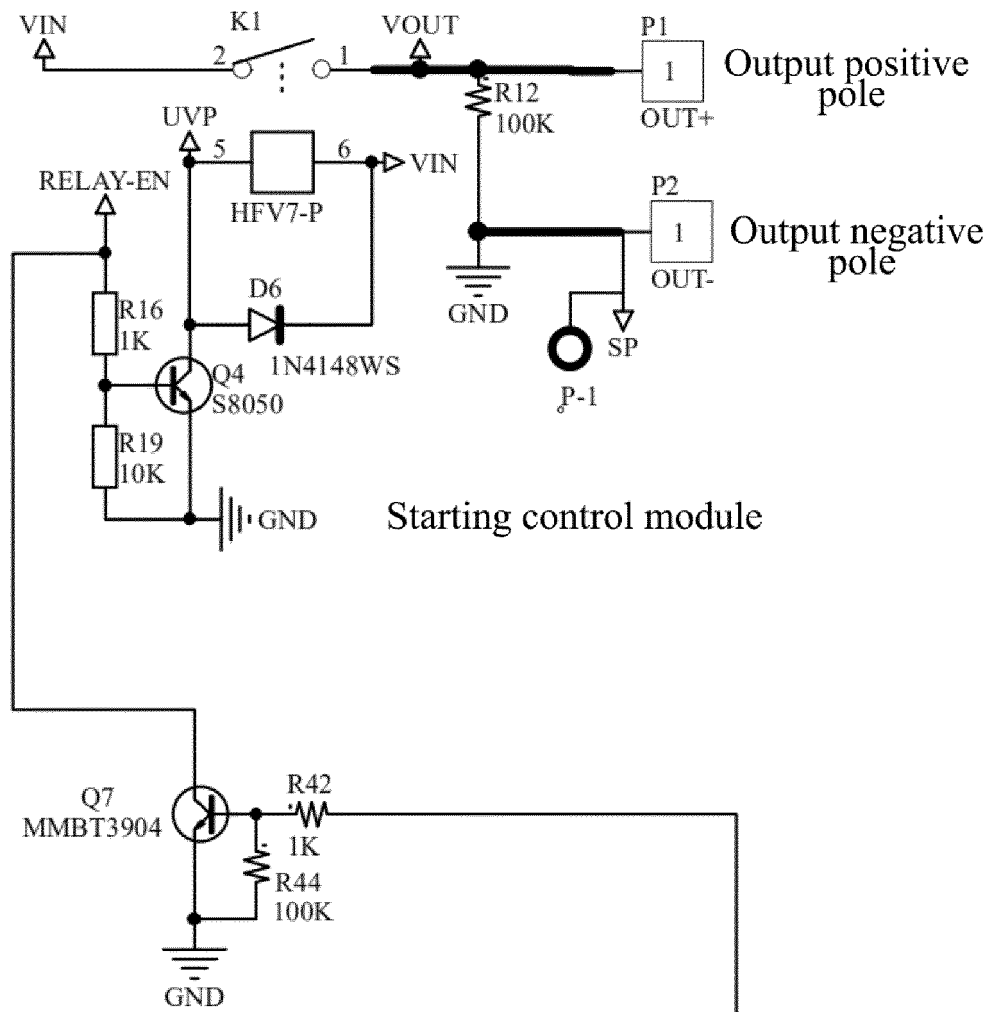 VIN
K1
2
1
VOUT
P1
1
OUT+
Output positive
pole
R12
100K
UVP
5
6
VIN
HFV7-P
RELAY-EN
P2
1
OUT-
Output negative
pole
GND
SP
P-1
D6
1N4148WS
R16
1K
Q4
S8050
R19
10K
GND
Starting control module
Q7
MMBT3904
R42
1K
R44
100K
GND